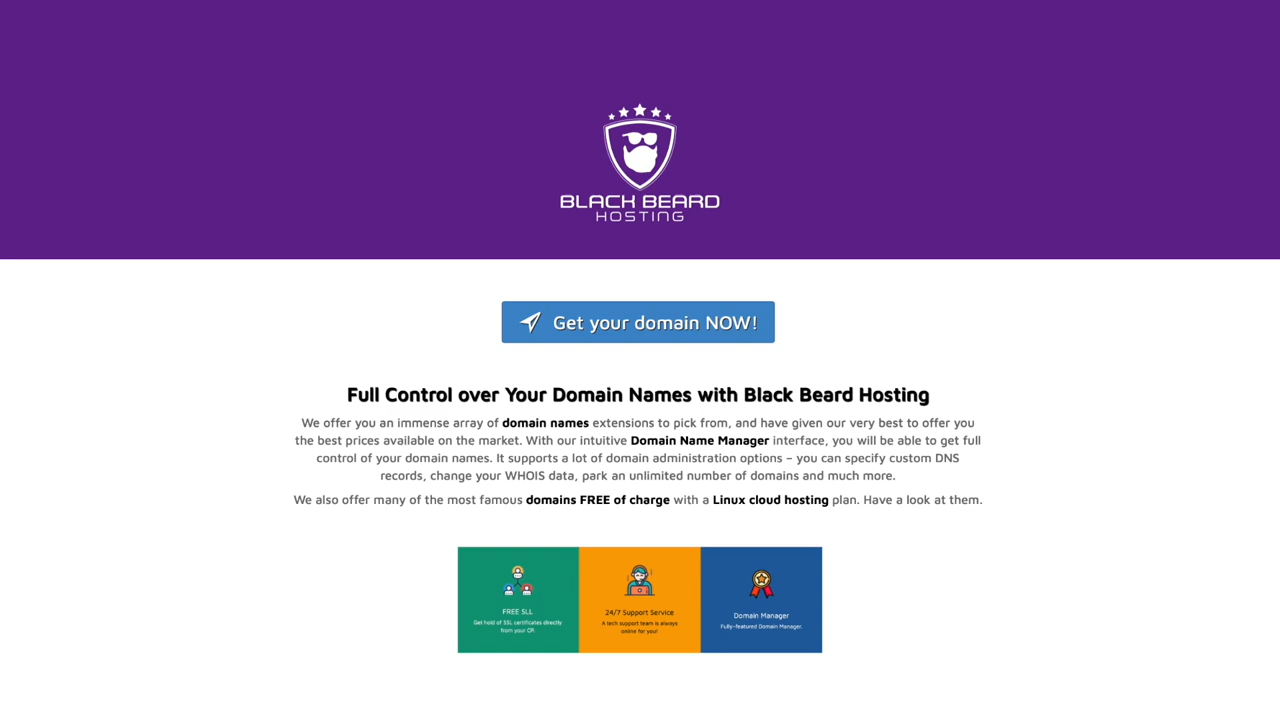 BLACK BEARD
HOSTING
Get your domain NOW!
Full Control over Your Domain Names with Black Beard Hosting
We offer you an immense array of domain names extensions to pick from, and have given our very best to offer you
the best prices available on the market. With our intuitive Domain Name Manager interface, you will be able to get full
control of your domain names. It supports a lot of domain administration options – you can specify custom DNS
records, change your WHOIS data, park an unlimited number of domains and much more.
We also offer many of the most famous domains FREE of charge with a Linux cloud hosting plan. Have a look at them.
FREE SLL
Get hold of SSL certificates directly
from your CP.
24/7 Support Service
A tech support team is always
online for you!
Domain Manager
Fully-featured Domain Manager.